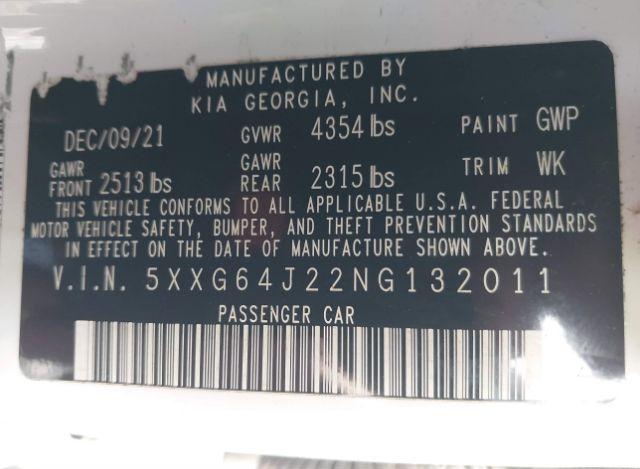 MANUFACTURED BY
KIA GEORGIA, INC.
DEC/09/21 GVWR 4354 lbs PAINT GWP
GAWR FRONT 2513 lbs GAWR REAR 2315 lbs TRIM WK
THIS VEHICLE CONFORMS TO ALL APPLICABLE U.S.A. FEDERAL
MOTOR VEHICLE SAFETY, BUMPER, AND THEFT PREVENTION STANDARDS
IN EFFECT ON THE DATE OF MANUFACTURE SHOWN ABOVE.
V.I.N. 5XXG64J22NG132011
PASSENGER CAR